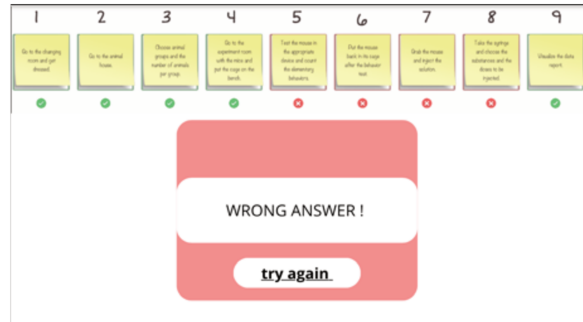 1 2 3 4 5 6 7 8 9
Go to the changing
room and get
dressed.
Go to the animal
house.
Choose animal
groups and the
number of animals
per group.
Go to the
experiment room
with the mice and
put the cage on the
bench.
Test the mouse in
the appropriate
device and count
the elementary
behaviors.
Put the mouse
back in its cage
after the behavior
test.
Grab the mouse
and inject the
solution.
Take the syringe
and choose the
substances and the
doses to be
injected.
Visualize the data
report.
WRONG ANSWER !
try again